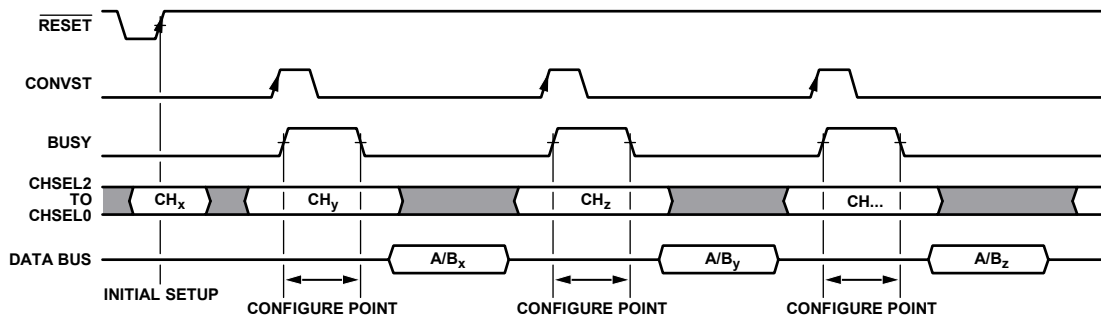 RESET
CONVST
BUSY
CHSEL2
TO
CHSEL0
CHx CHy CHz CH...
DATA BUS
A/Bx A/By A/Bz
INITIAL SETUP
CONFIGURE POINT CONFIGURE POINT CONFIGURE POINT